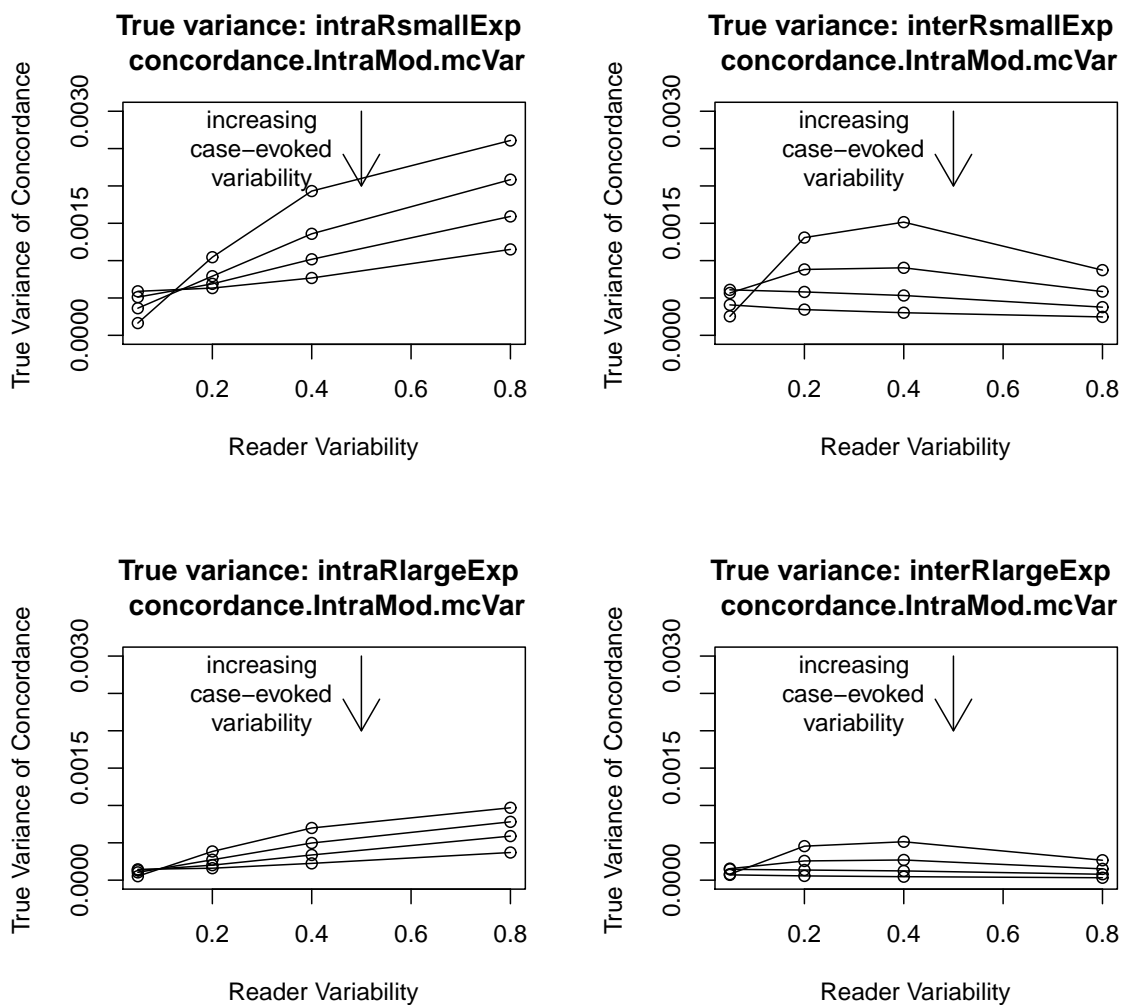 True variance: intraRsmallExp
concordance.IntraMod.mcVar
True Variance of Concordance
0.0030
0.0015
0.0000
increasing
case−evoked
variability
0.2
0.4
0.6
0.8
Reader Variability
True variance: interRsmallExp
concordance.IntraMod.mcVar
True Variance of Concordance
0.0030
0.0015
0.0000
increasing
case−evoked
variability
0.2
0.4
0.6
0.8
Reader Variability
True variance: intraRlargeExp
concordance.IntraMod.mcVar
True Variance of Concordance
0.0030
0.0015
0.0000
increasing
case−evoked
variability
0.2
0.4
0.6
0.8
Reader Variability
True variance: interRlargeExp
concordance.IntraMod.mcVar
True Variance of Concordance
0.0030
0.0015
0.0000
increasing
case−evoked
variability
0.2
0.4
0.6
0.8
Reader Variability